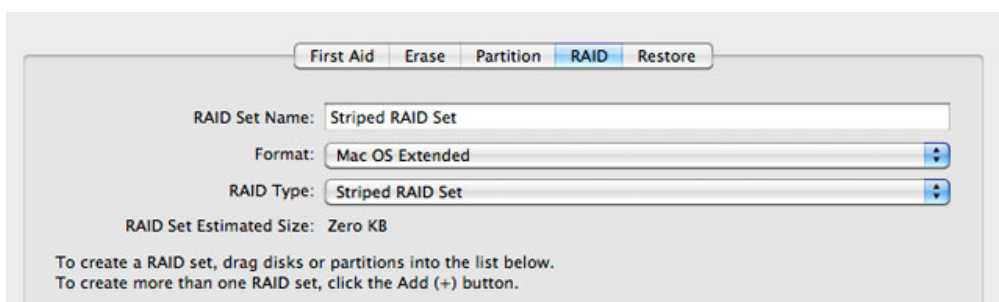 First Aid Erase Partition RAID Restore
RAID Set Name: Striped RAID Set
Format: Mac OS Extended
RAID Type: Striped RAID Set
RAID Set Estimated Size: Zero KB
To create a RAID set, drag disks or partitions into the list below.
To create more than one RAID set, click the Add (+) button.